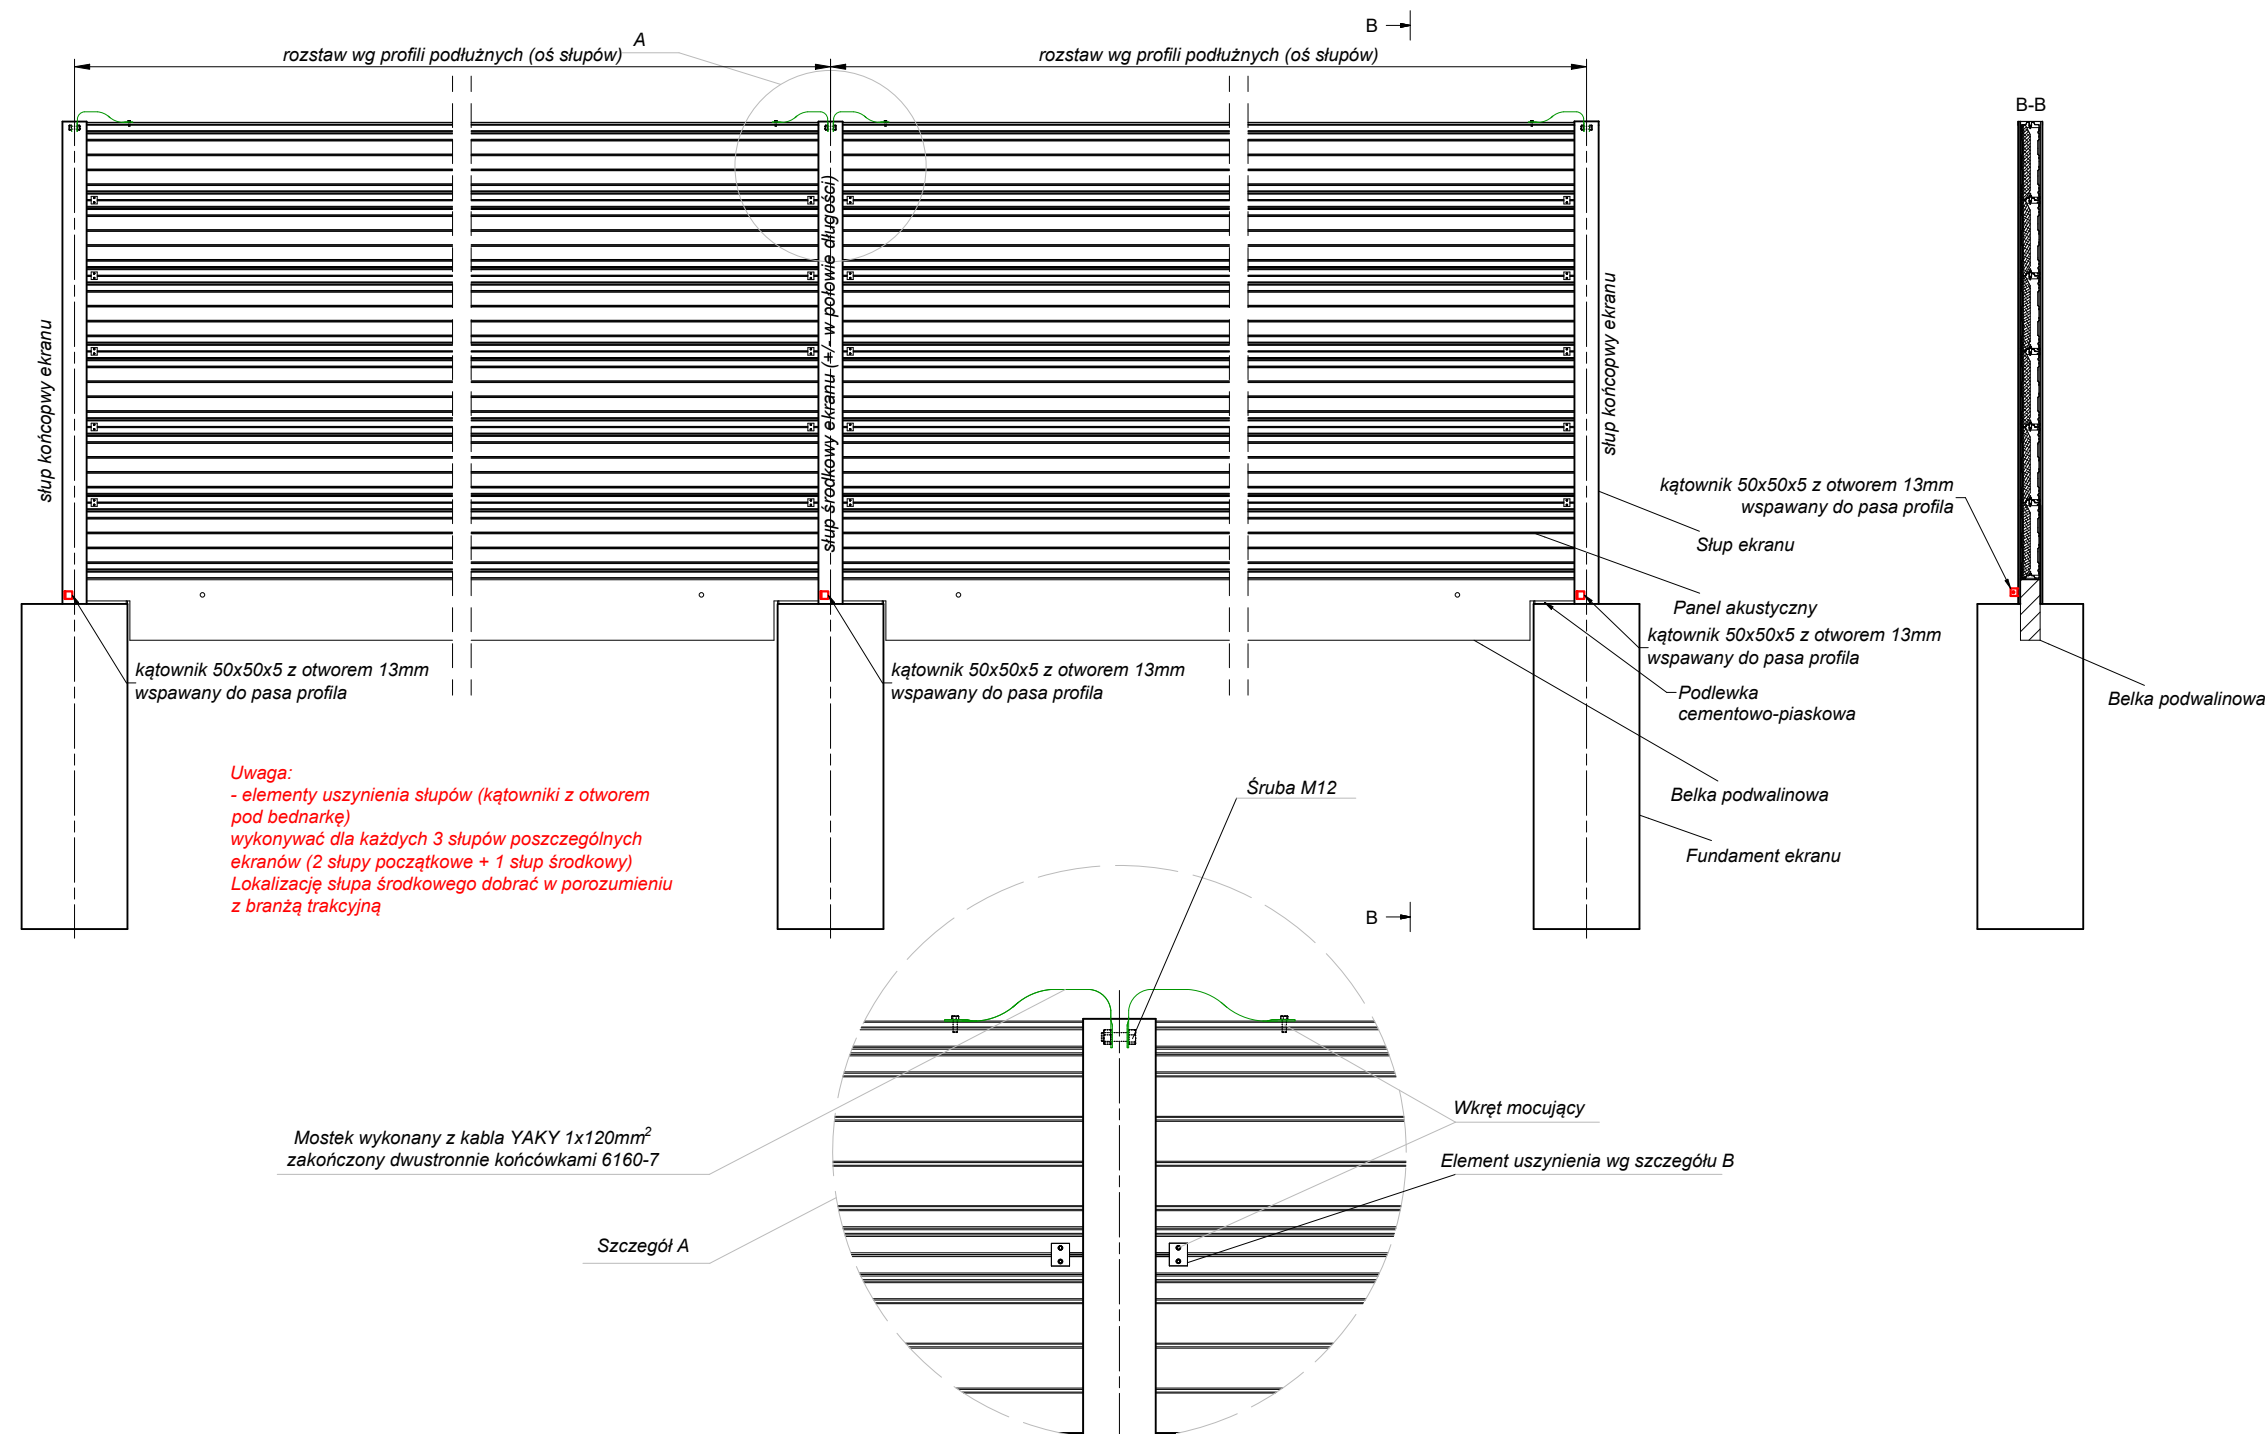 A
B
rozstaw wg profili podłużnych (oś słupów)
rozstaw wg profili podłużnych (oś słupów)
B-B
słup końcopwy ekranu
słup środkowy ekranu (+/- w połowie długości)
słup końcopwy ekranu
kątownik 50x50x5 z otworem 13mm
wspawany do pasa profila
Słup ekranu
Panel akustyczny
kątownik 50x50x5 z otworem 13mm
wspawany do pasa profila
kątownik 50x50x5 z otworem 13mm
wspawany do pasa profila
kątownik 50x50x5 z otworem 13mm
wspawany do pasa profila
Podlewka
cementowo-piaskowa
Belka podwalinowa
Belka podwalinowa
Fundament ekranu
Uwaga:
- elementy uszynienia słupów (kątowniki z otworem
pod bednarkę)
wykonywać dla każdych 3 słupów poszczególnych
ekranów (2 słupy początkowe + 1 słup środkowy)
Lokalizację słupa środkowego dobrać w porozumieniu
z branżą trakcyjną
Śruba M12
B
Mostek wykonany z kabla YAKY 1x120mm²
zakończony dwustronnie końcówkami 6160-7
Wkręt mocujący
Element uszynienia wg szczegółu B
Szczegół A